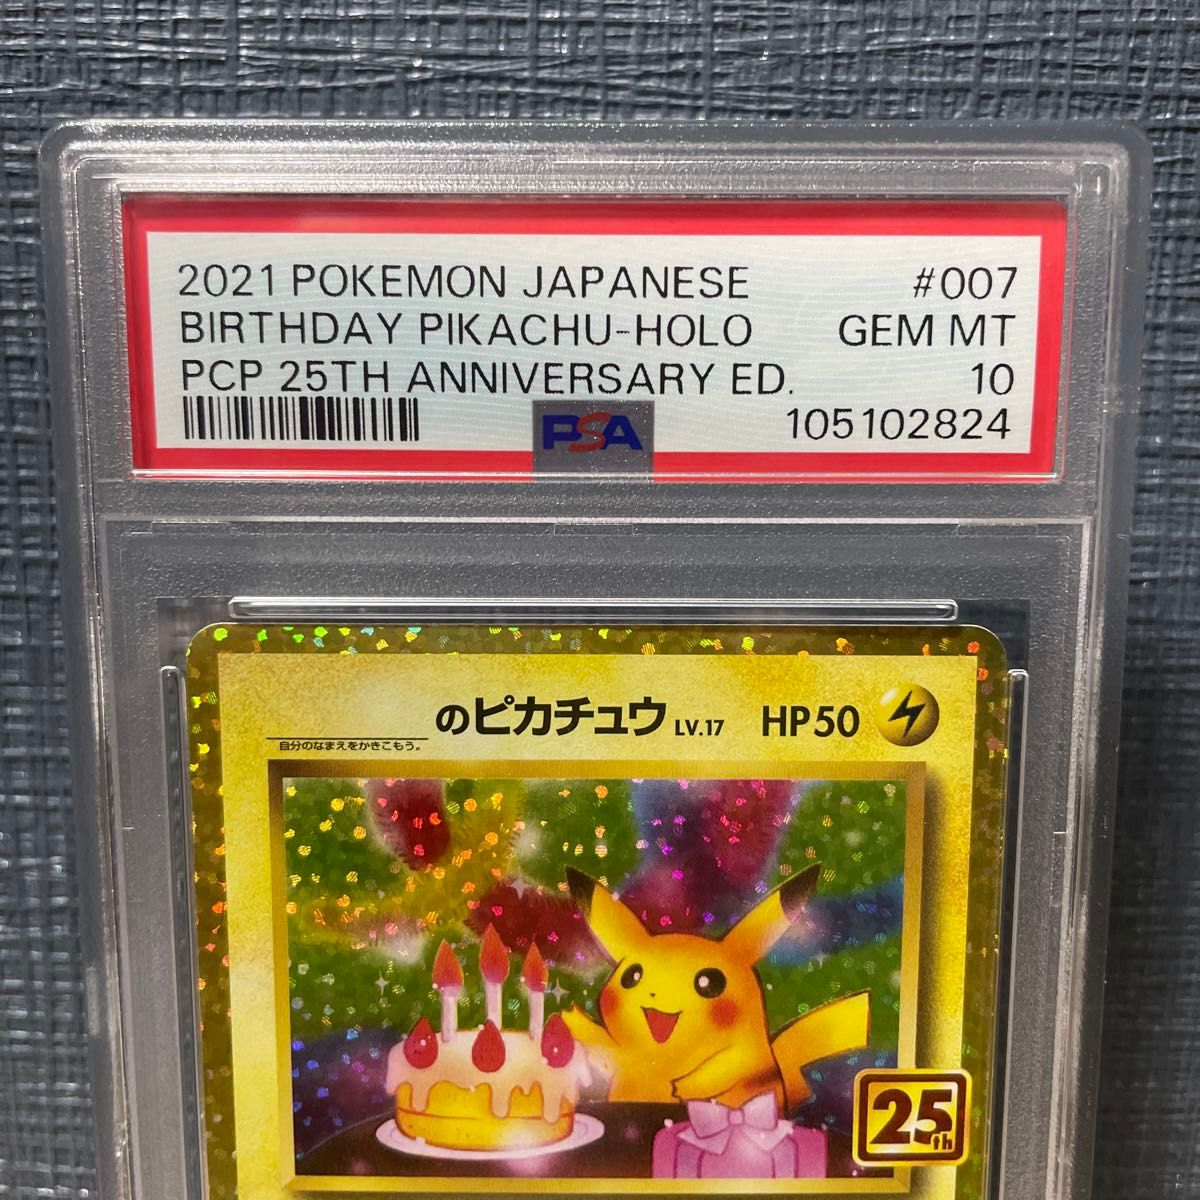 2021 POKEMON JAPANESE #007
BIRTHDAY PIKACHU-HOLO GEM MT
PCP 25TH ANNIVERSARY ED. 10
PSA 105102824
のピカチュウ LV.17 HP50
自分のなまえをかきこもう。
25th